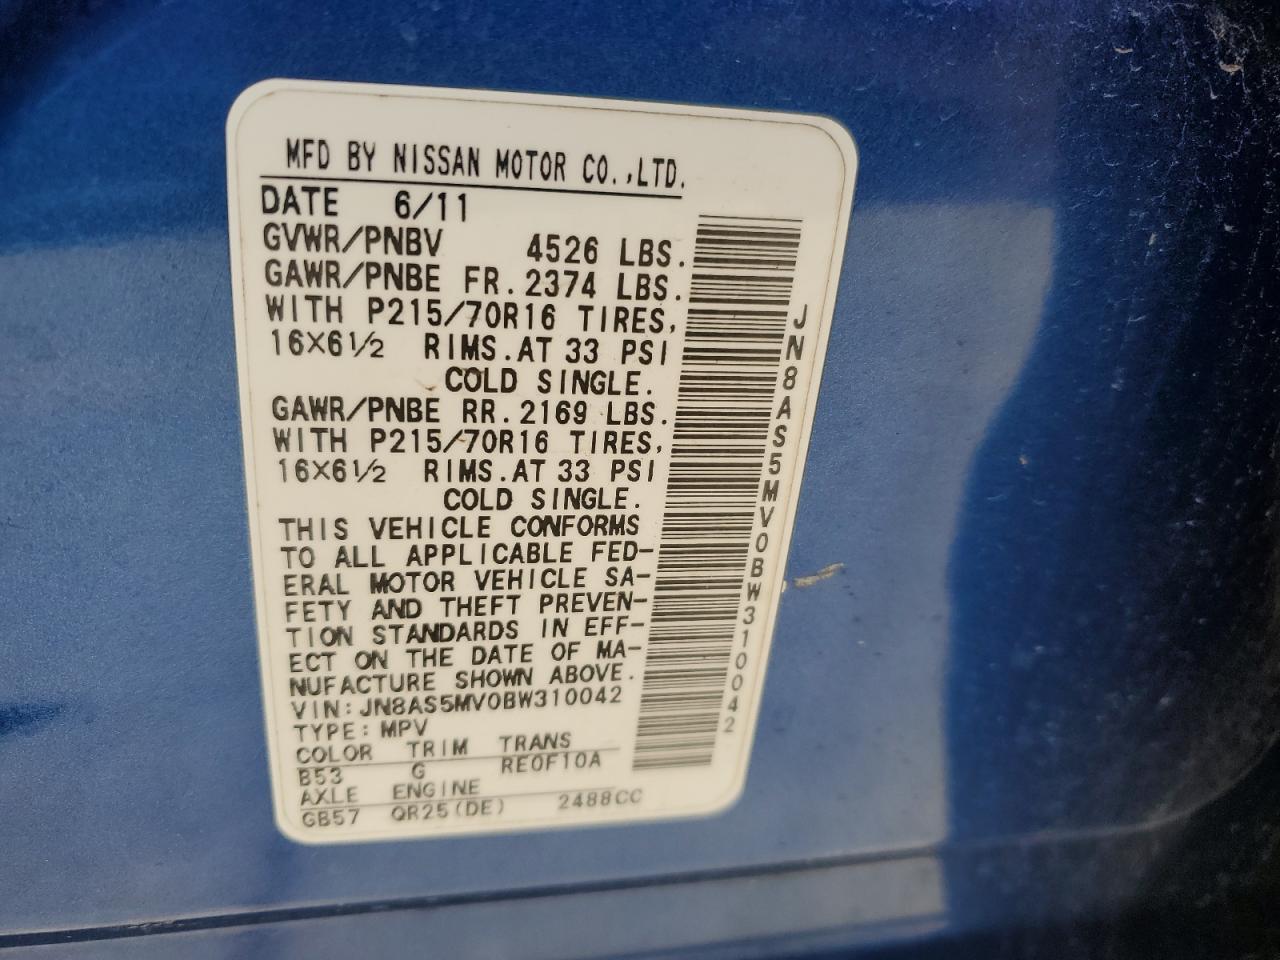 MFD BY NISSAN MOTOR CO.,LTD.
DATE 6/11
GVWR/PNBV 4526 LBS.
GAWR/PNBE FR.2374 LBS.
WITH P215/70R16 TIRES,
16X6 1/2 RIMS.AT 33 PSI
COLD SINGLE.
GAWR/PNBE RR.2169 LBS.
WITH P215/70R16 TIRES,
16X6 1/2 RIMS.AT 33 PSI
COLD SINGLE.
THIS VEHICLE CONFORMS
TO ALL APPLICABLE FED-
ERAL MOTOR VEHICLE SA-
FETY AND THEFT PREVEN-
TION STANDARDS IN EFF-
ECT ON THE DATE OF MA-
NUFACTURE SHOWN ABOVE.
VIN:JN8AS5MV0BW310042
TYPE:MPV
COLOR TRIM TRANS
B53 G RE0F10A
AXLE ENGINE
GB57 QR25(DE) 2488CC
JN8AS5MV0BW310042